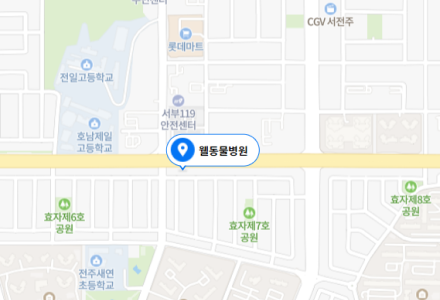 CGV 서전주
롯데마트
전일고등학교
서부119
안전센터
호남제일
고등학교
웰동물병원
효자제8호
공원
효자제6호
공원
효자제7호
공원
전주새연
초등학교